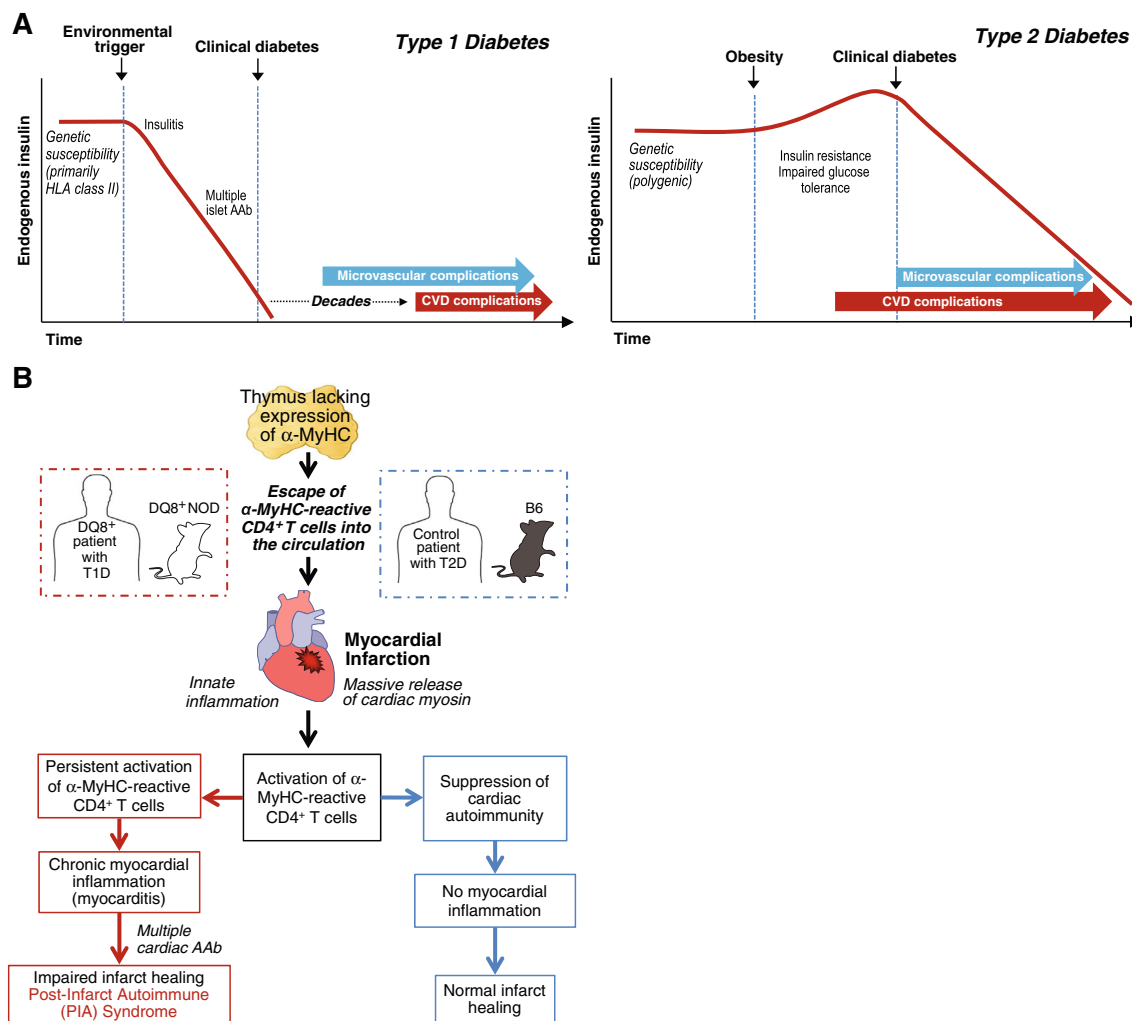 A
Environmental
trigger
Clinical diabetes
Type 1 Diabetes
Endogenous insulin
Insulitis
Genetic
susceptibility
(primarily
HLA class II)
Multiple
islet AAb
Microvascular complications
Decades
CVD complications
Time
Type 2 Diabetes
Obesity
Clinical diabetes
Endogenous insulin
Genetic
susceptibility
(polygenic)
Insulin resistance
Impaired glucose
tolerance
Microvascular complications
CVD complications
Time
B
Thymus lacking
expression
of α-MyHC
DQ8+ NOD
DQ8+
patient
with
T1D
Escape of
α-MyHC-reactive
CD4+ T cells into
the circulation
B6
Control
patient
with T2D
Myocardial
Infarction
Innate
inflammation
Massive release
of cardiac myosin
Persistent activation
of α-MyHC-reactive
CD4+ T cells
Activation of α-
MyHC-reactive
CD4+ T cells
Suppression of
cardiac
autoimmunity
Chronic myocardial
inflammation
(myocarditis)
No myocardial
inflammation
Multiple
cardiac AAb
Impaired infarct healing
Post-Infarct Autoimmune
(PIA) Syndrome
Normal infarct
healing